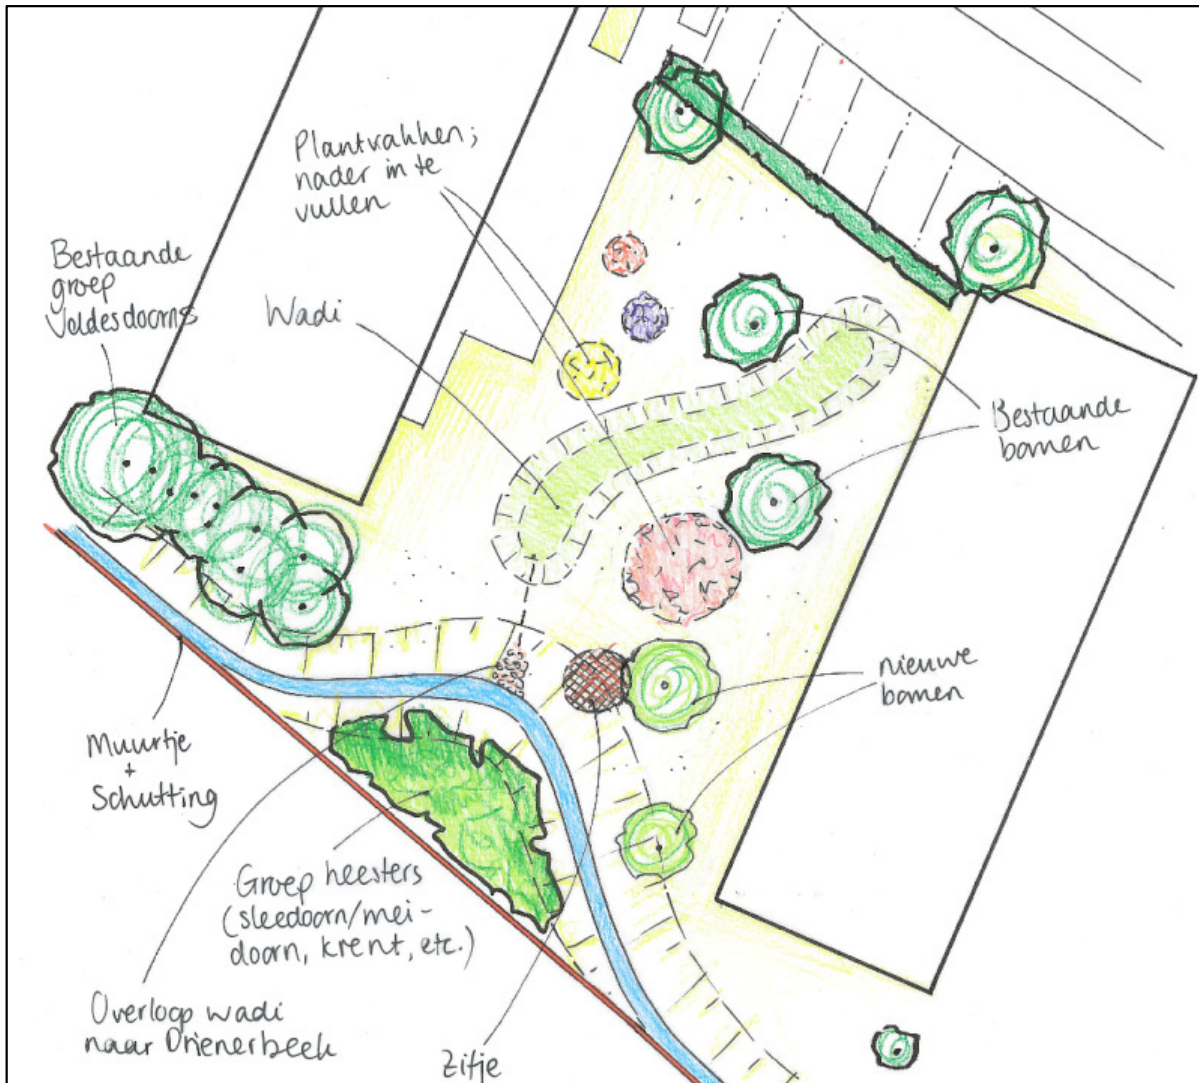 Plantvakken;
nader in te
vullen
Bestaande
groep
Veldesdoorns
Wadi
Bestaande
bomen
nieuwe
bomen
Muurtje
+
Schutting
Groep heesters
(sleedoorn/mei-
doorn, krent, etc.)
Overloop wadi
naar Drienerbeek
Zitje